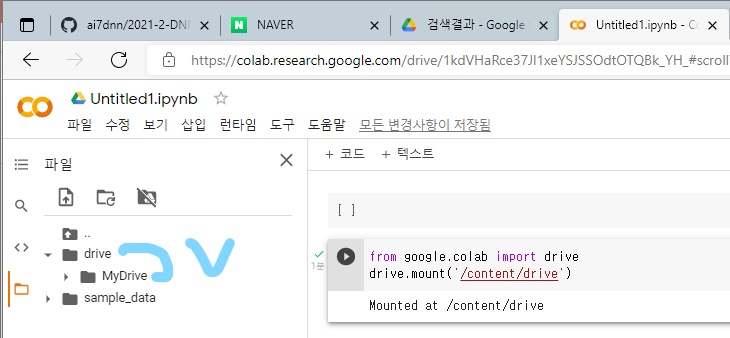 ai7dnn/2021-2-DNN
NAVER
검색결과 - Google
Untitled1.ipynb - Co
https://colab.research.google.com/drive/1kdVHaRce37JI1xeYSJSSOdtOTQBk_YH_#scroll
Untitled1.ipynb
파일 수정 보기 삽입 런타임 도구 도움말 모든 변경사항이 저장됨
파일
+ 코드 + 텍스트
..
drive
MyDrive
sample_data
[ ]
1분
from google.colab import drive
drive.mount('/content/drive')
Mounted at /content/drive